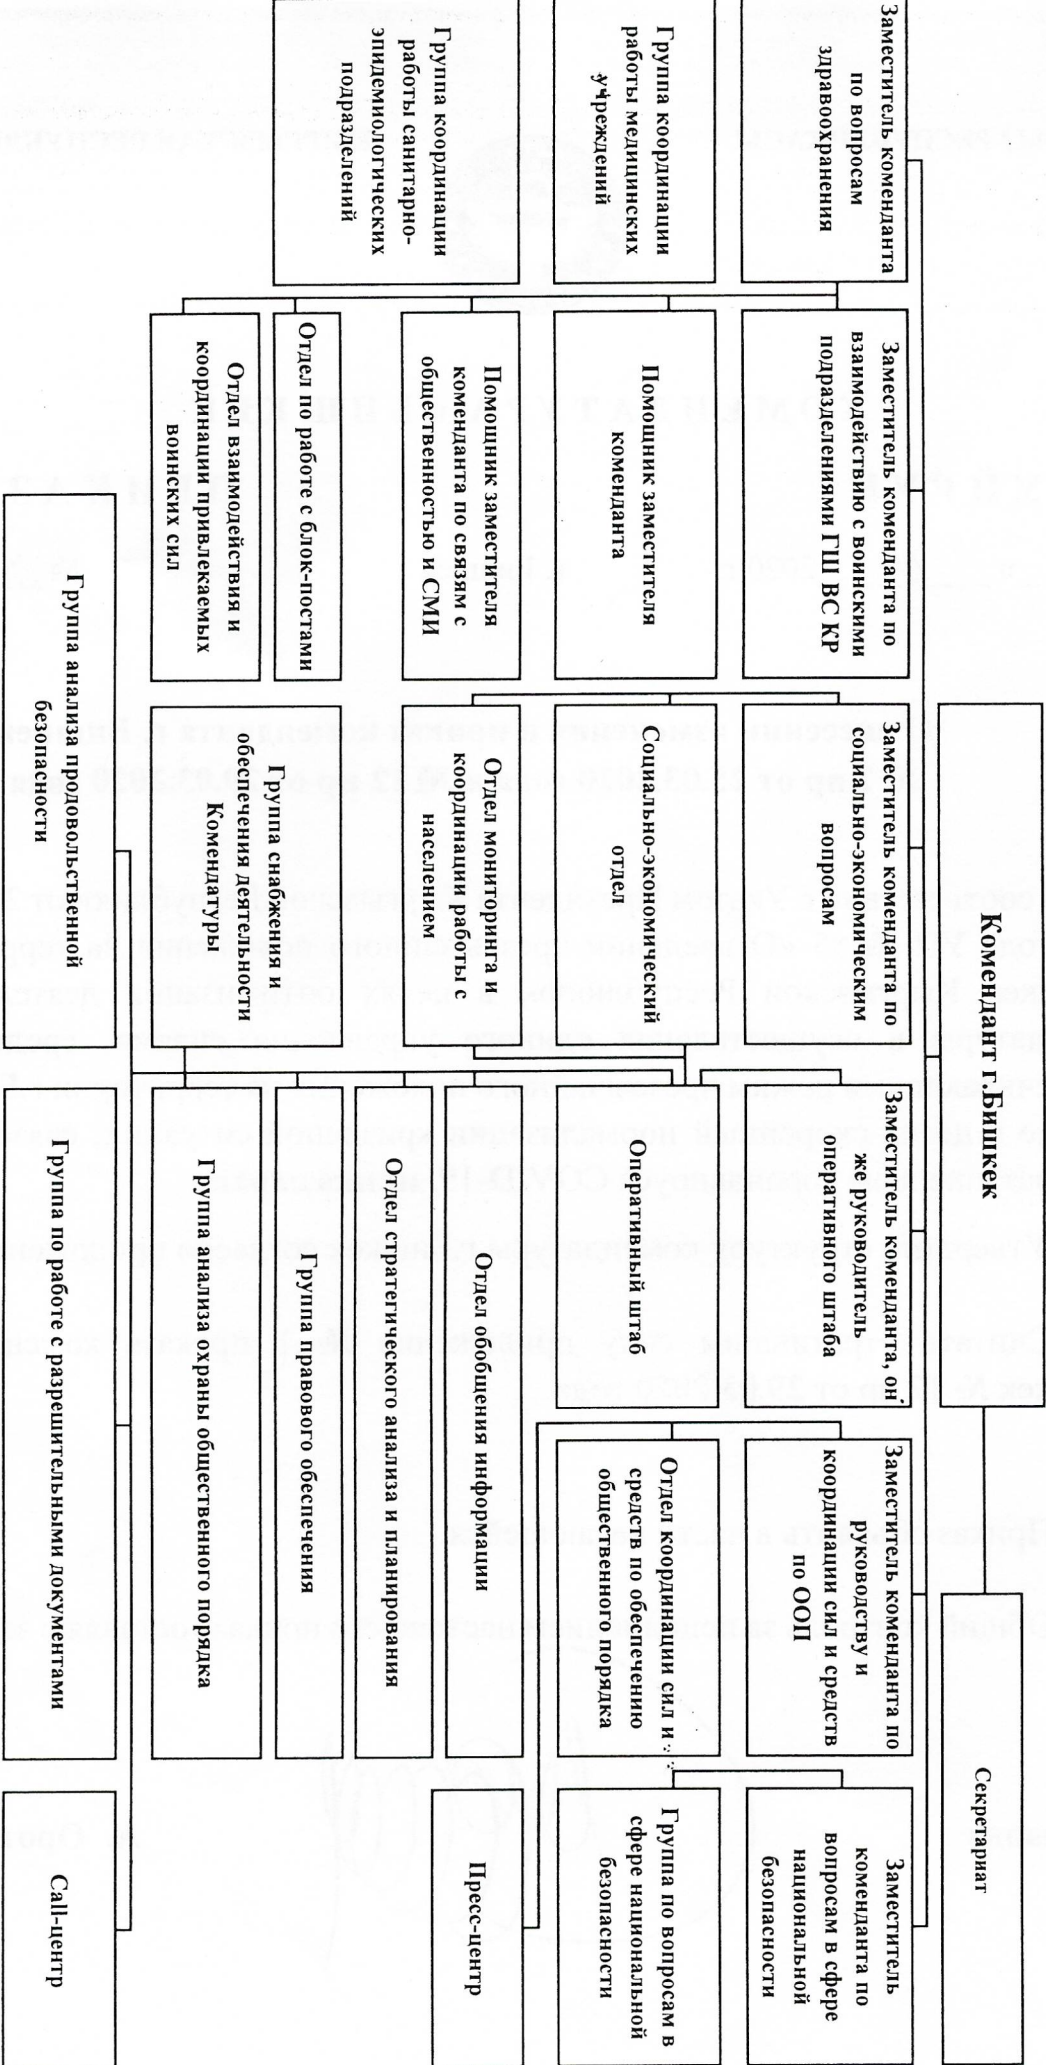 Комендант г.Бишкек
Секретариат
Заместитель коменданта
по вопросам
здравоохранения
Заместитель коменданта по
взаимодействию с воинскими
подразделениями ГШ ВС КР
Заместитель коменданта по
социально-экономическим
вопросам
Заместитель коменданта, он
же руководитель
оперативного штаба
Заместитель коменданта по
руководству и
координации сил и средств
по ООП
Заместитель
коменданта по
вопросам в сфере
национальной
безопасности
Группа координации
работы медицинских
учреждений
Помощник заместителя
коменданта
Социально-экономический
отдел
Оперативный штаб
Отдел координации сил и
средств по обеспечению
общественного порядка
Группа по вопросам в
сфере национальной
безопасности
Группа координации
работы санитарно-
эпидемиологических
подразделений
Помощник заместителя
коменданта по связям с
общественностью и СМИ
Отдел мониторинга и
координации работы с
населением
Отдел обобщения информации
Пресс-центр
Отдел стратегического анализа и планирования
Отдел по работе с блок-постами
Группа правового обеспечения
Отдел взаимодействия и
координации привлекаемых
воинских сил
Группа снабжения и
обеспечения деятельности
Комендатуры
Группа анализа охраны общественного порядка
Группа анализа продовольственной
безопасности
Группа по работе с разрешительными документами
Call-центр